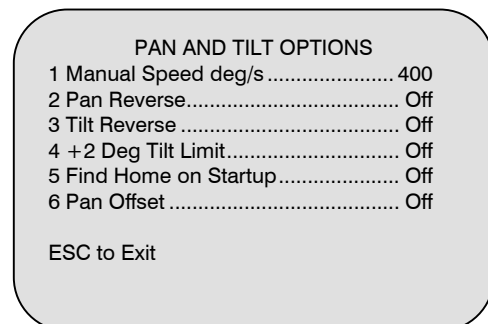 PAN AND TILT OPTIONS
1 Manual Speed deg/s...................... 400
2 Pan Reverse..................................... Off
3 Tilt Reverse ...................................... Off
4 +2 Deg Tilt Limit.............................. Off
5 Find Home on Startup..................... Off
6 Pan Offset ........................................ Off
ESC to Exit